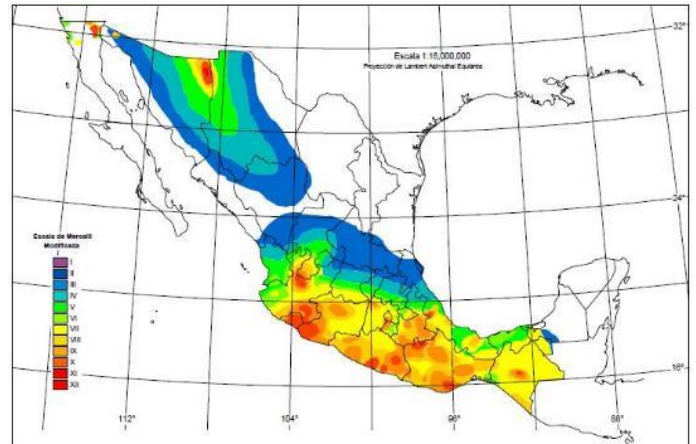 32°
Escala 1:16,000,000
Proyección de Lambert Azimuthal Equiarea
24°
Escala de Mercalli
Modificada
I
II
III
IV
V
VI
VII
VIII
IX
X
XI
XII
16°
112°
104°
96°
88°